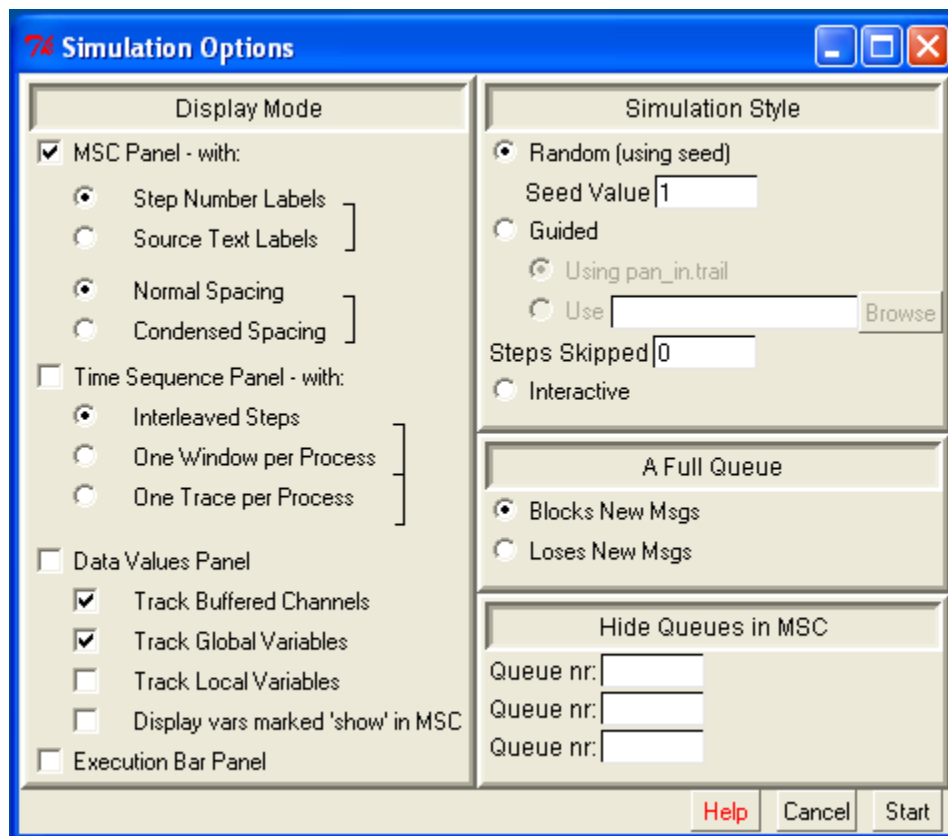 7k Simulation Options
Display Mode
MSC Panel - with:
Step Number Labels
Source Text Labels
Normal Spacing
Condensed Spacing
Time Sequence Panel - with:
Interleaved Steps
One Window per Process
One Trace per Process
Data Values Panel
Track Buffered Channels
Track Global Variables
Track Local Variables
Display vars marked 'show' in MSC
Execution Bar Panel
Simulation Style
Random (using seed)
Seed Value 1
Guided
Using pan_in.trail
Use Browse
Steps Skipped 0
Interactive
A Full Queue
Blocks New Msgs
Loses New Msgs
Hide Queues in MSC
Queue nr:
Queue nr:
Queue nr:
Help Cancel Start